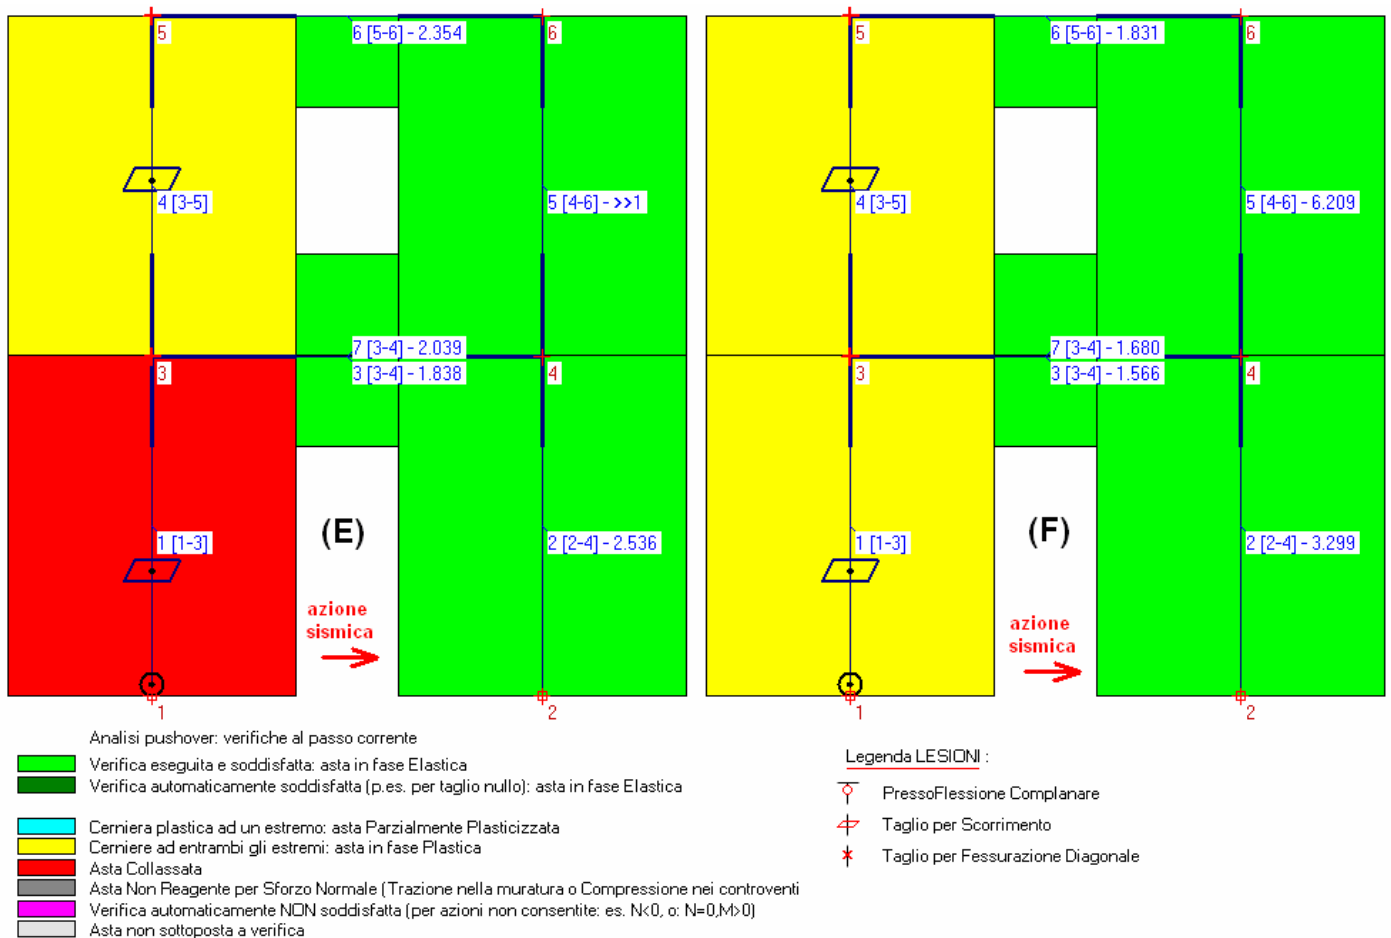 5
6 [5-6] - 2.354
6
5
6 [5-6] - 1.831
6
4 [3-5]
5 [4-6] - >>1
4 [3-5]
5 [4-6] - 6.209
7 [3-4] - 2.039
7 [3-4] - 1.680
3
3 [3-4] - 1.838
4
3
3 [3-4] - 1.566
4
1 [1-3]
(E)
2 [2-4] - 2.536
1 [1-3]
(F)
2 [2-4] - 3.299
azione
sismica
azione
sismica
1
2
1
2
Analisi pushover: verifiche al passo corrente
Verifica eseguita e soddisfatta: asta in fase Elastica
Verifica automaticamente soddisfatta (p.es. per taglio nullo): asta in fase Elastica
Cerniera plastica ad un estremo: asta Parzialmente Plasticizzata
Cerniere ad entrambi gli estremi: asta in fase Plastica
Asta Collassata
Asta Non Reagente per Sforzo Normale (Trazione nella muratura o Compressione nei controventi
Verifica automaticamente NON soddisfatta (per azioni non consentite: es. N<0, o: N=0,M>0)
Asta non sottoposta a verifica
Legenda LESIONI :
PressoFlessione Complanare
Taglio per Scorrimento
Taglio per Fessurazione Diagonale